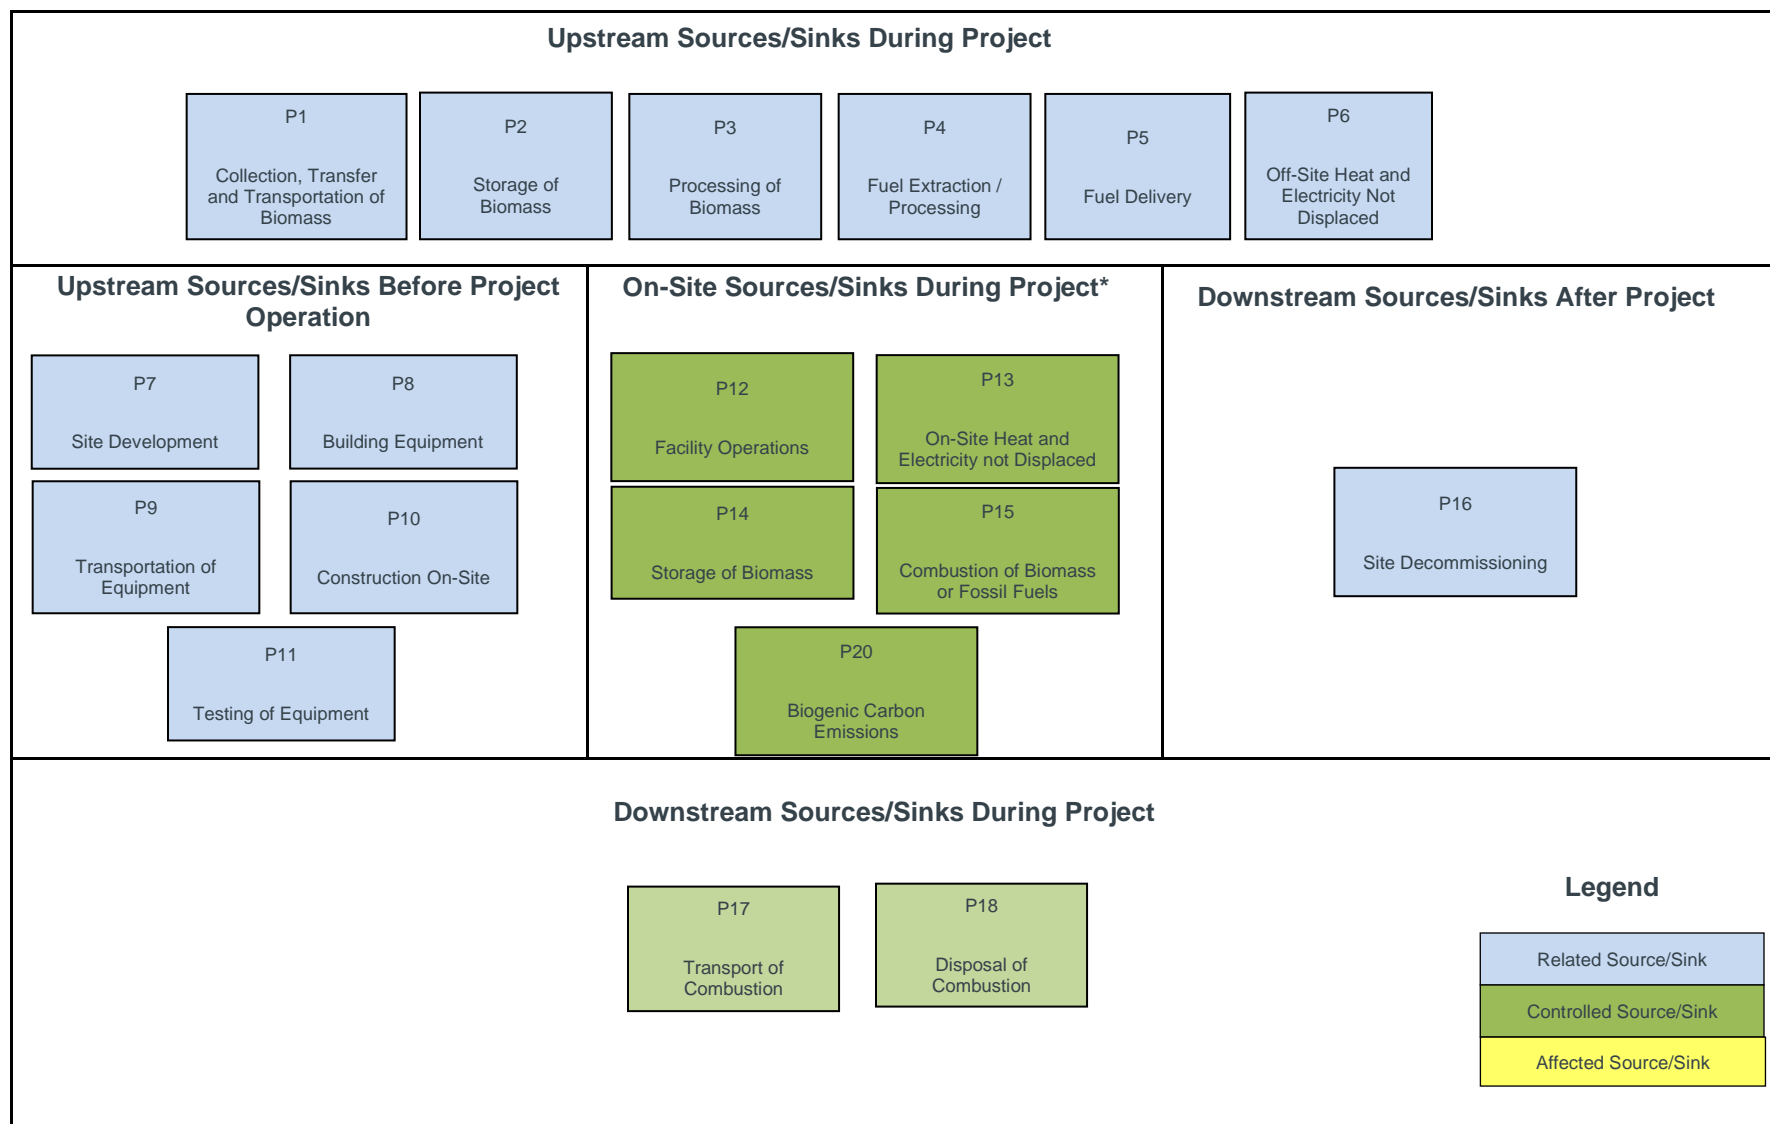 Upstream Sources/Sinks During Project
P1
Collection, Transfer
and Transportation of
Biomass
P2
Storage of
Biomass
P3
Processing of
Biomass
P4
Fuel Extraction /
Processing
P5
Fuel Delivery
P6
Off-Site Heat and
Electricity Not
Displaced
Upstream Sources/Sinks Before Project
Operation
P7
Site Development
P8
Building Equipment
P9
Transportation of
Equipment
P10
Construction On-Site
P11
Testing of Equipment
On-Site Sources/Sinks During Project*
P12
Facility Operations
P13
On-Site Heat and
Electricity not Displaced
P14
Storage of Biomass
P15
Combustion of Biomass
or Fossil Fuels
P20
Biogenic Carbon
Emissions
Downstream Sources/Sinks After Project
P16
Site Decommissioning
Downstream Sources/Sinks During Project
P17
Transport of
Combustion
P18
Disposal of
Combustion
Legend
Related Source/Sink
Controlled Source/Sink
Affected Source/Sink